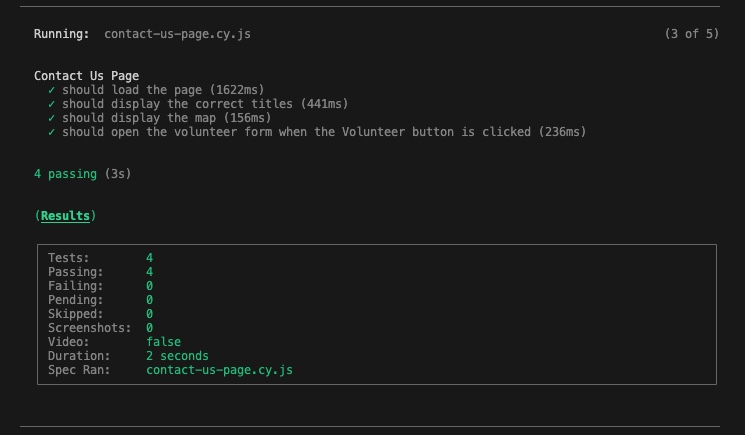 Running:  contact-us-page.cy.js (3 of 5)
Contact Us Page
✓ should load the page (1622ms)
✓ should display the correct titles (441ms)
✓ should display the map (156ms)
✓ should open the volunteer form when the Volunteer button is clicked (236ms)
4 passing (3s)
(Results)
Tests: 4
Passing: 4
Failing: 0
Pending: 0
Skipped: 0
Screenshots: 0
Video: false
Duration: 2 seconds
Spec Ran: contact-us-page.cy.js